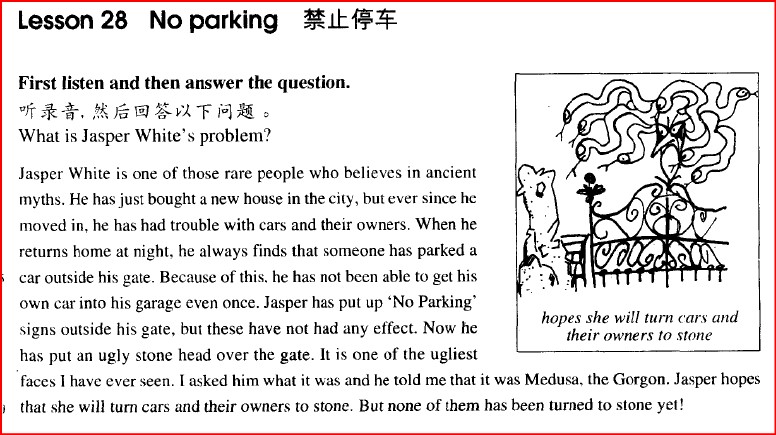 Lesson 28 No parking 禁止停车
First listen and then answer the question.
听录音，然后回答以下问题。
What is Jasper White's problem?
Jasper White is one of those rare people who believes in ancient
myths. He has just bought a new house in the city, but ever since he
moved in, he has had trouble with cars and their owners. When he
returns home at night, he always finds that someone has parked a
car outside his gate. Because of this, he has not been able to get his
own car into his garage even once. Jasper has put up 'No Parking'
signs outside his gate, but these have not had any effect. Now he
has put an ugly stone head over the gate. It is one of the ugliest
faces I have ever seen. I asked him what it was and he told me that it was Medusa, the Gorgon. Jasper hopes
that she will turn cars and their owners to stone. But none of them has been turned to stone yet!
hopes she will turn cars and
their owners to stone